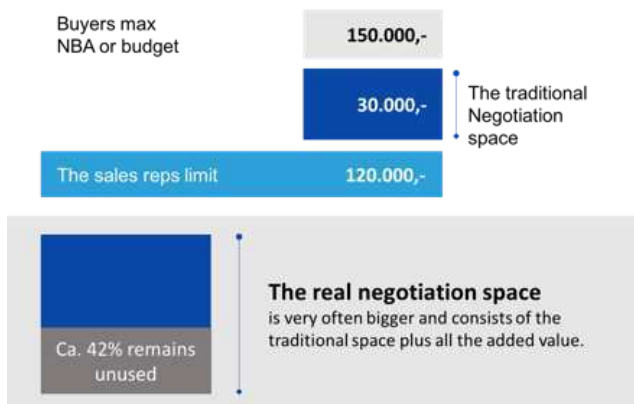 Buyers max
NBA or budget
150.000,-
30.000,-
The traditional
Negotiation
space
The sales reps limit
120.000,-
Ca. 42% remains
unused
The real negotiation space
is very often bigger and consists of the
traditional space plus all the added value.